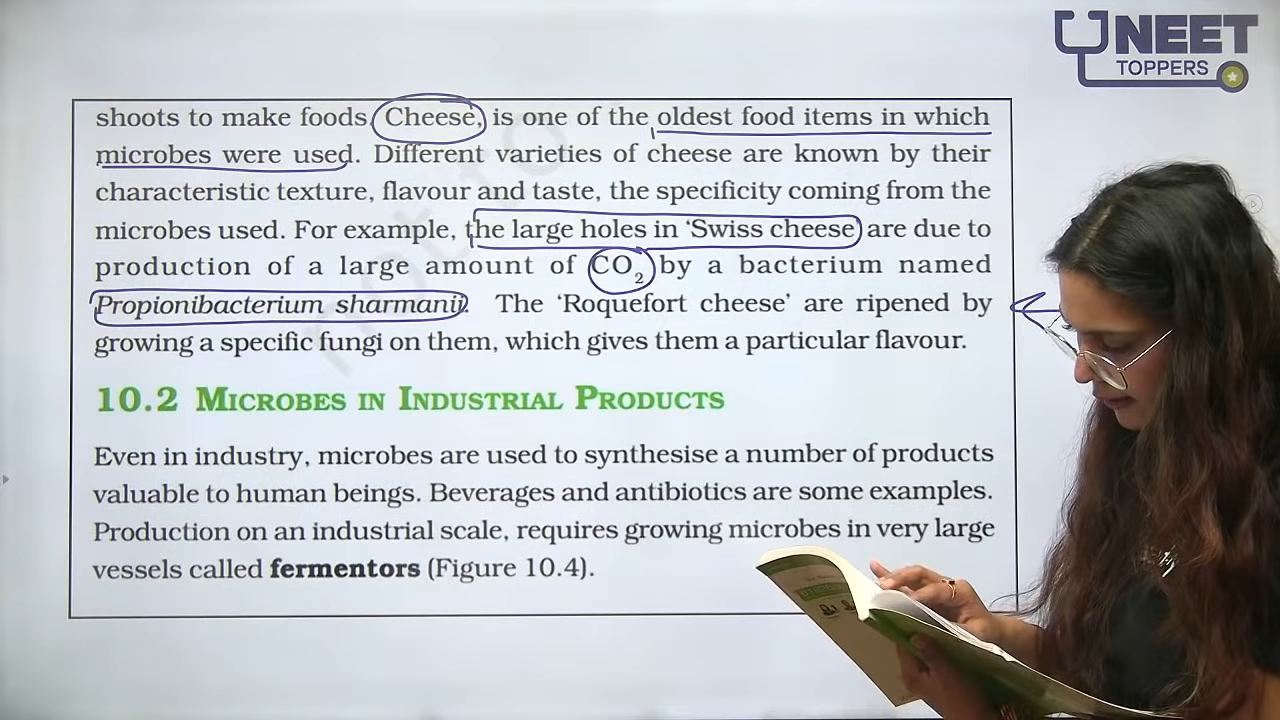 NEET
TOPPERS
shoots to make foods. Cheese, is one of the oldest food items in which
microbes were used. Different varieties of cheese are known by their
characteristic texture, flavour and taste, the specificity coming from the
microbes used. For example, the large holes in ‘Swiss cheese’ are due to
production of a large amount of CO₂ by a bacterium named
Propionibacterium sharmanii. The ‘Roquefort cheese’ are ripened by
growing a specific fungi on them, which gives them a particular flavour.
10.2 MICROBES IN INDUSTRIAL PRODUCTS
Even in industry, microbes are used to synthesise a number of products
valuable to human beings. Beverages and antibiotics are some examples.
Production on an industrial scale, requires growing microbes in very large
vessels called fermentors (Figure 10.4).